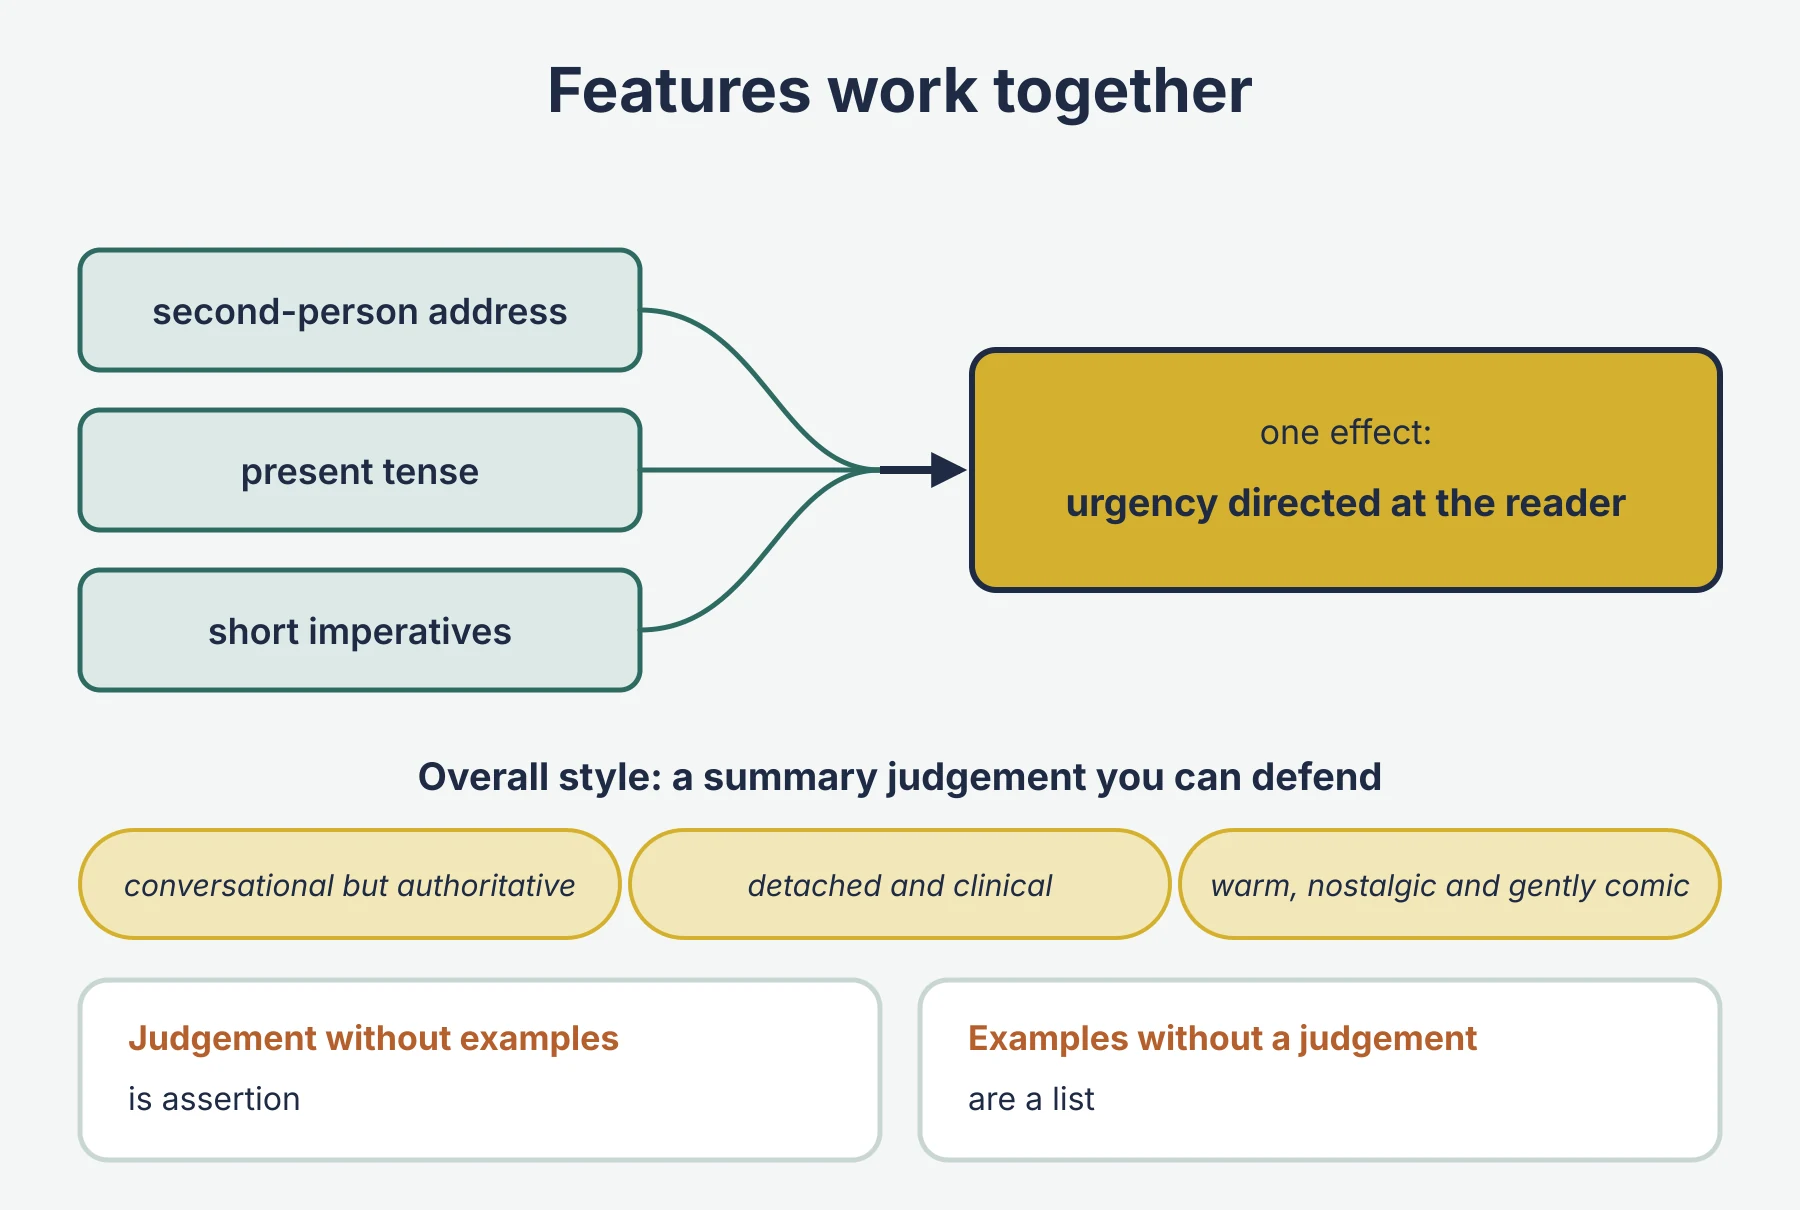 Features work together
second-person address
present tense
short imperatives
one effect:
urgency directed at the reader
Overall style: a summary judgement you can defend
conversational but authoritative
detached and clinical
warm, nostalgic and gently comic
Judgement without examples
is assertion
Examples without a judgement
are a list